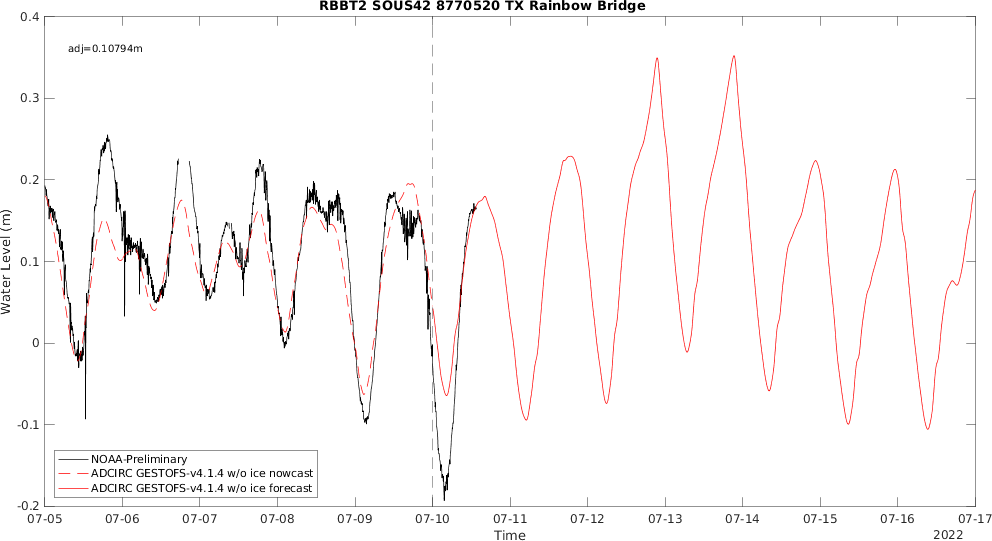 RBBT2 SOUS42 8770520 TX Rainbow Bridge
adj=0.10794m
0.4
0.3
0.2
0.1
0
-0.1
-0.2
Water Level (m)
NOAA-Preliminary
ADCIRC GESTOFS-v4.1.4 w/o ice nowcast
ADCIRC GESTOFS-v4.1.4 w/o ice forecast
07-05 07-06 07-07 07-08 07-09 07-10 07-11 07-12 07-13 07-14 07-15 07-16 07-17
Time
2022